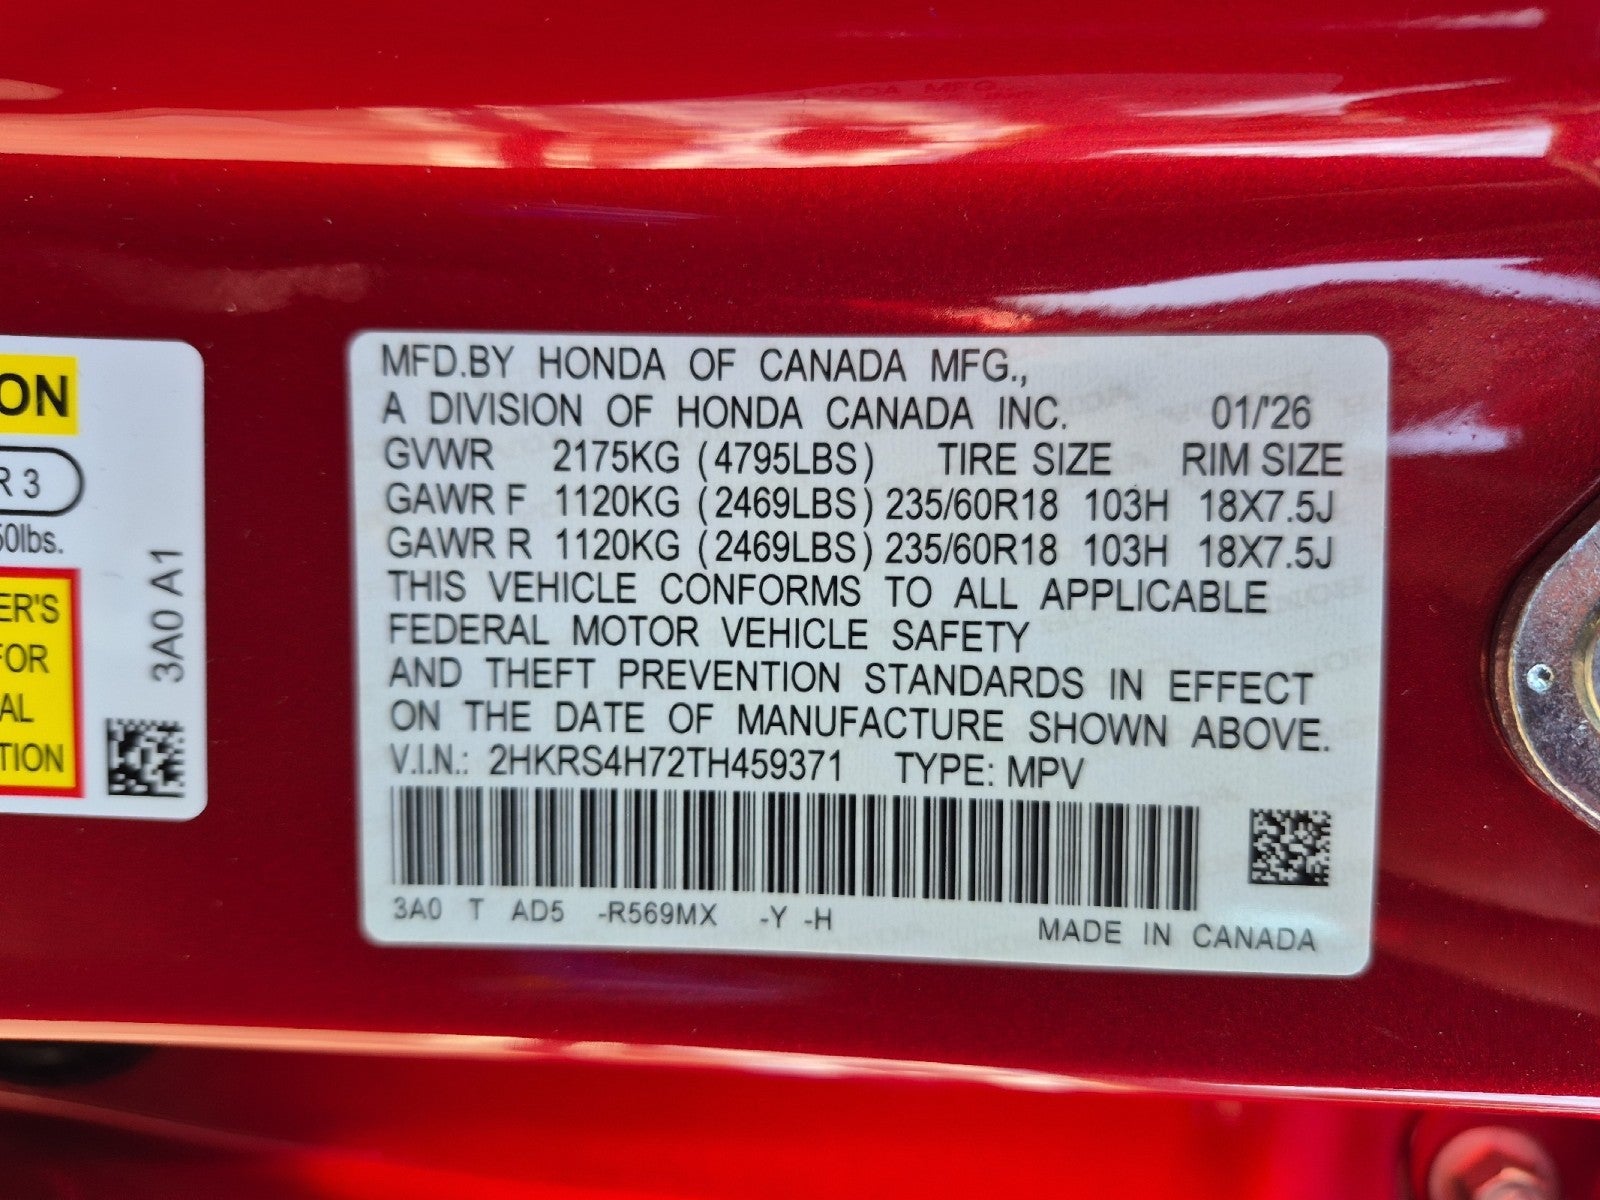 ON
R 3
50lbs.
ER'S
FOR
AL
TION
3A0 A1
MFD.BY HONDA OF CANADA MFG.,
A DIVISION OF HONDA CANADA INC. 01/'26
GVWR 2175KG (4795LBS) TIRE SIZE RIM SIZE
GAWR F 1120KG (2469LBS) 235/60R18 103H 18X7.5J
GAWR R 1120KG (2469LBS) 235/60R18 103H 18X7.5J
THIS VEHICLE CONFORMS TO ALL APPLICABLE
FEDERAL MOTOR VEHICLE SAFETY
AND THEFT PREVENTION STANDARDS IN EFFECT
ON THE DATE OF MANUFACTURE SHOWN ABOVE.
V.I.N.: 2HKRS4H72TH459371 TYPE: MPV
3A0 T AD5 -R569MX -Y -H
MADE IN CANADA